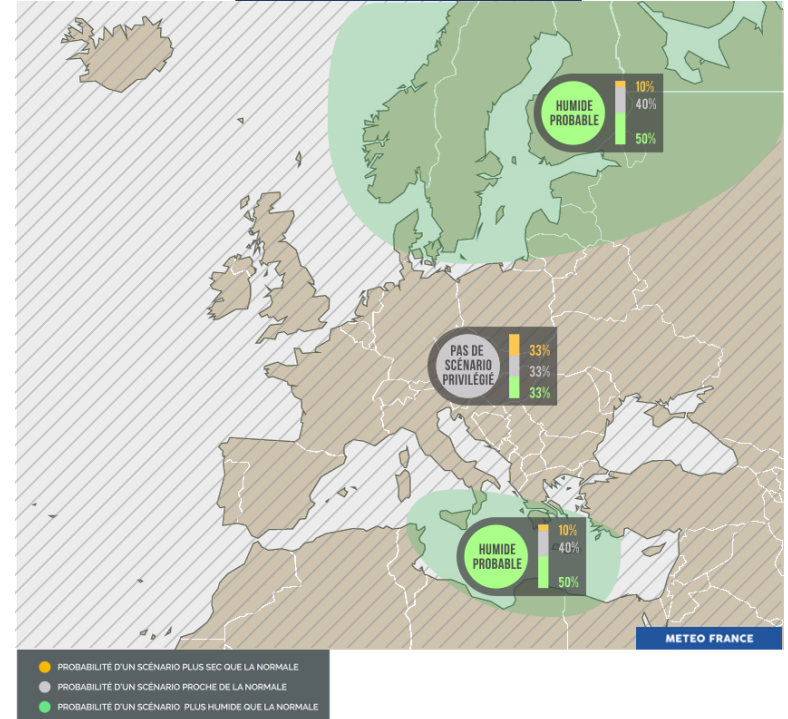 HUMIDE
PROBABLE
10%
40%
50%
PAS DE
SCÉNARIO
PRIVILÉGIÉ
33%
33%
33%
HUMIDE
PROBABLE
10%
40%
50%
METEO FRANCE
PROBABILITÉ D'UN SCÉNARIO PLUS SEC QUE LA NORMALE
PROBABILITÉ D'UN SCÉNARIO PROCHE DE LA NORMALE
PROBABILITÉ D'UN SCÉNARIO PLUS HUMIDE QUE LA NORMALE